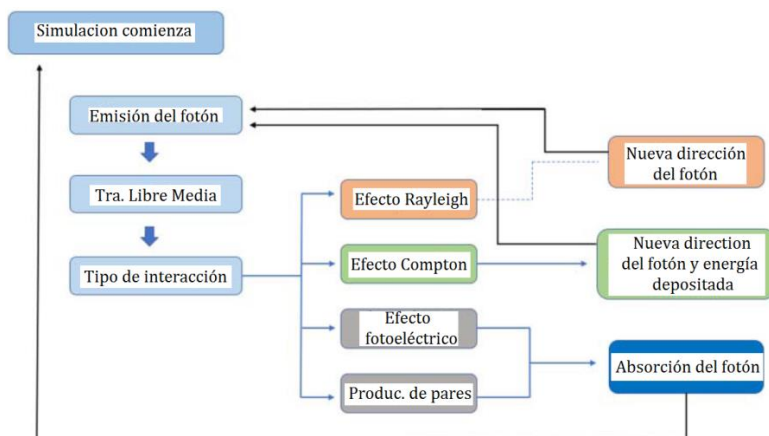 Simulacion comienza
Emisión del fotón
Tra. Libre Media
Tipo de interacción
Efecto Rayleigh
Efecto Compton
Efecto
fotoeléctrico
Produc. de pares
Nueva dirección
del fotón
Nueva direction
del fotón y energía
depositada
Absorción del fotón